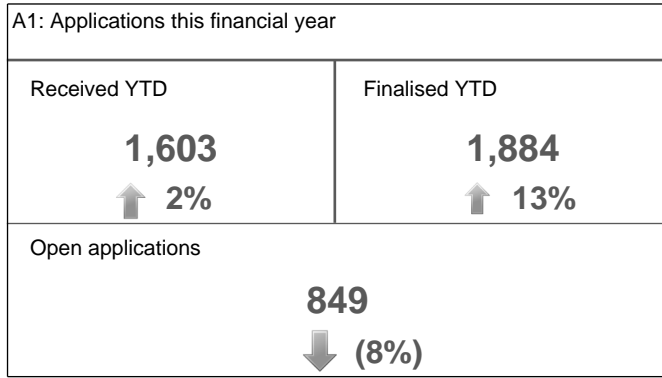 A1: Applications this financial year
Received YTD
1,603
2%
Finalised YTD
1,884
13%
Open applications
849
(8%)